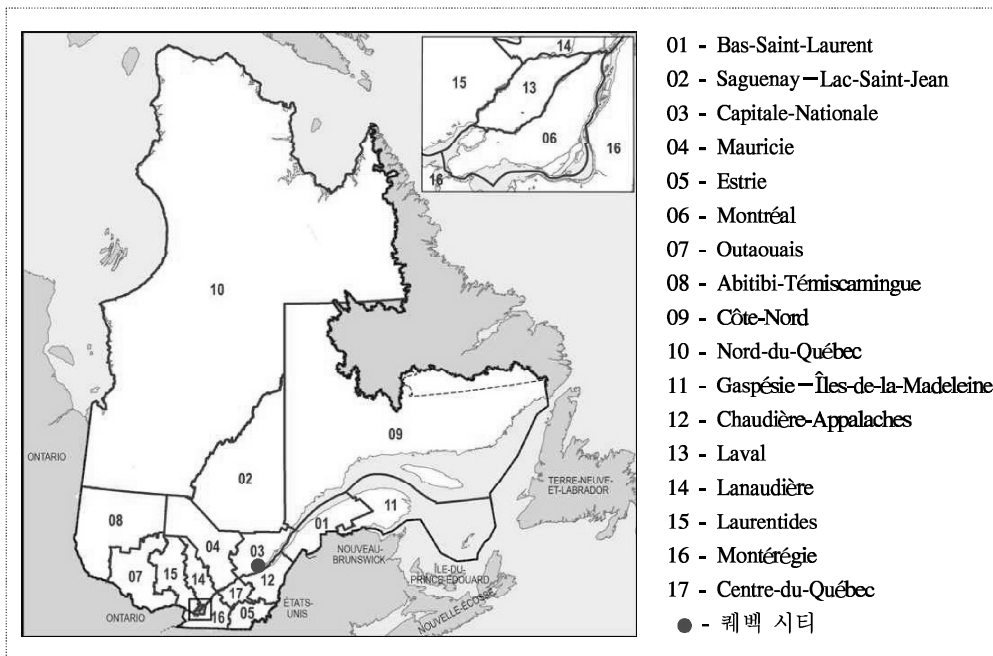 14
15
13
06
16
16
10
02
09
ONTARIO
TERRE-NEUVE-
ET-LABRADOR
11
01
08
04
03
NOUVEAU-
BRUNSWICK
07
15
14
12
17
ÎLE-DU-
PRINCE-ÉDOUARD
ONTARIO
16
05
ÉTATS-
UNIS
NOUVELLE-ÉCOSSE
01 - Bas-Saint-Laurent
02 - Saguenay—Lac-Saint-Jean
03 - Capitale-Nationale
04 - Mauricie
05 - Estrie
06 - Montréal
07 - Outaouais
08 - Abitibi-Témiscamingue
09 - Côte-Nord
10 - Nord-du-Québec
11 - Gaspésie—Îles-de-la-Madeleine
12 - Chaudière-Appalaches
13 - Laval
14 - Lanaudière
15 - Laurentides
16 - Montérégie
17 - Centre-du-Québec
● - 퀘백 시티